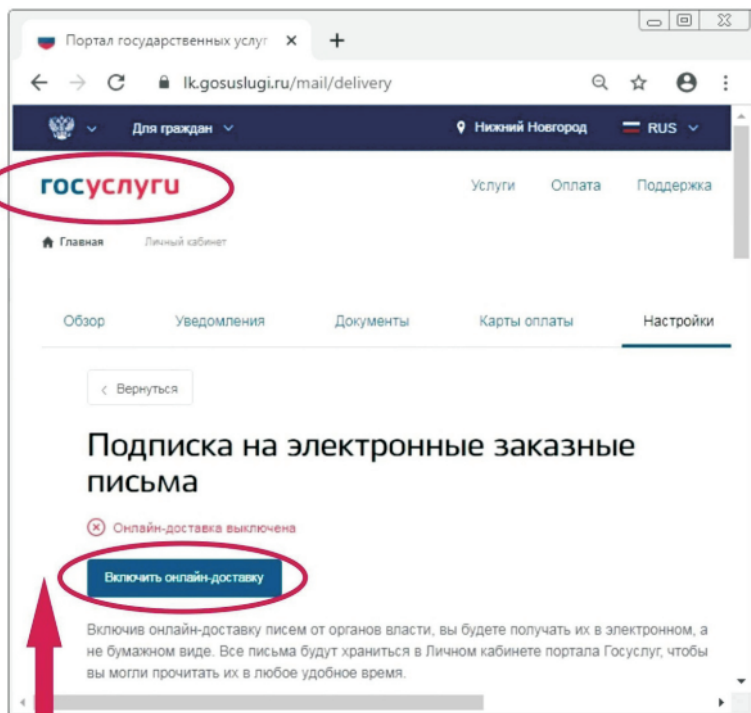 Портал государственных услуг
lk.gosuslugi.ru/mail/delivery
Для граждан
Нижний Новгород
RUS
госуслуги
Услуги Оплата Поддержка
Главная Личный кабинет
Обзор Уведомления Документы Карты оплаты Настройки
Вернуться
Подписка на электронные заказные
письма
Онлайн-доставка выключена
Включить онлайн-доставку
Включив онлайн-доставку писем от органов власти, вы будете получать их в электронном, а
не бумажном виде. Все письма будут храниться в Личном кабинете портала Госуслуг, чтобы
вы могли прочитать их в любое удобное время.